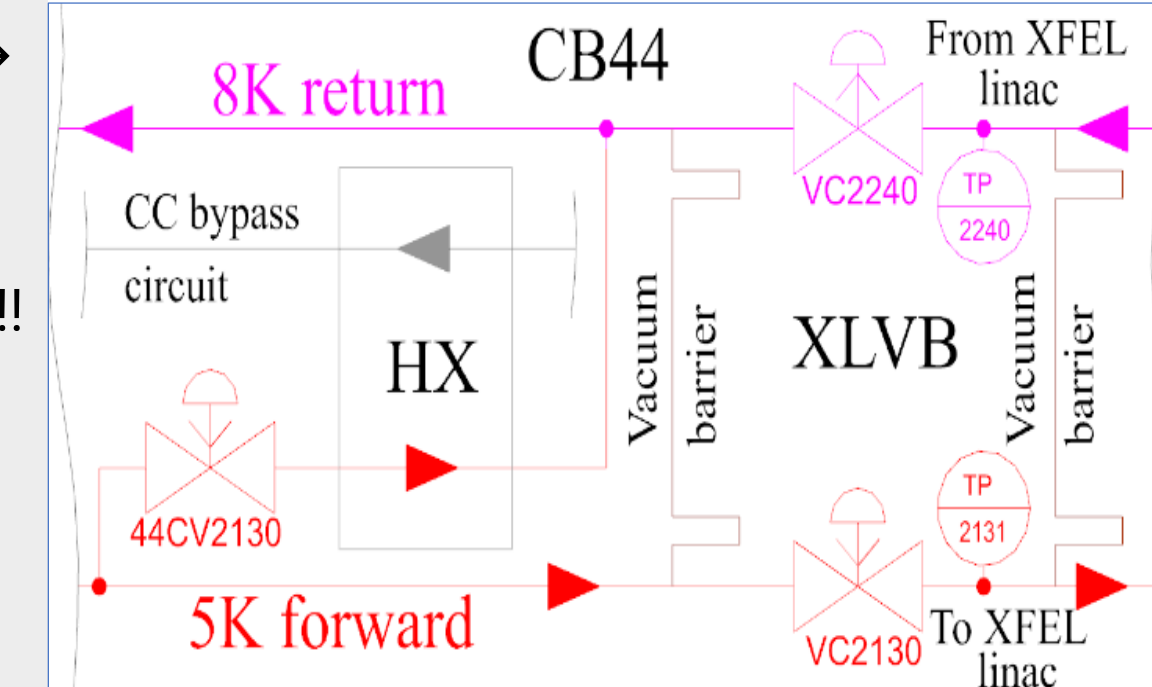 →
From XFEL
linac
CB44
8K return
VC2240
TP
2240
CC bypass
circuit
!!
HX
Vacuum
barrier
XLVB
Vacuum
barrier
44CV2130
TP
2131
5K forward
VC2130
To XFEL
linac